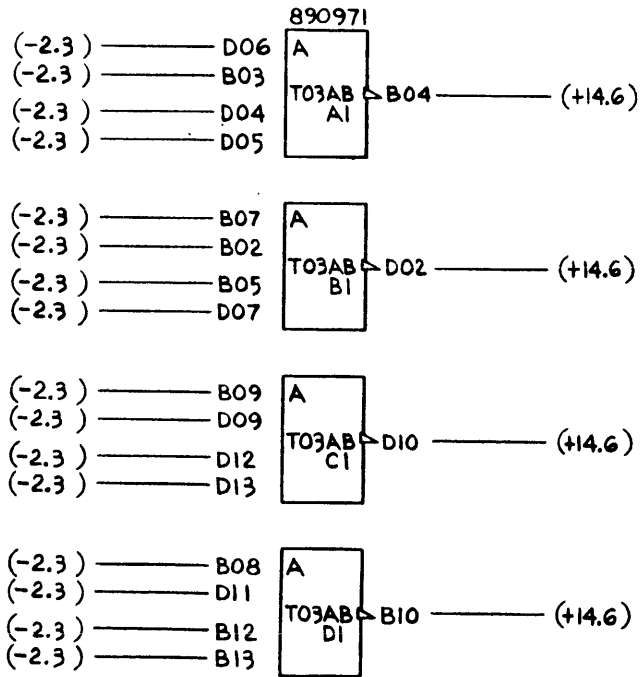 890971
(-2.3 ) D06 A
(-2.3 ) B03
T03AB B04 (+14.6)
(-2.3 ) D04 A1
(-2.3 ) D05
(-2.3 ) B07 A
(-2.3 ) B02
T03AB D02 (+14.6)
(-2.3 ) B05 B1
(-2.3 ) D07
(-2.3 ) B09 A
(-2.3 ) D09
T03AB D10 (+14.6)
(-2.3 ) D12 C1
(-2.3 ) D13
(-2.3 ) B08 A
(-2.3 ) D11
T03AB B10 (+14.6)
(-2.3 ) B12 D1
(-2.3 ) B13